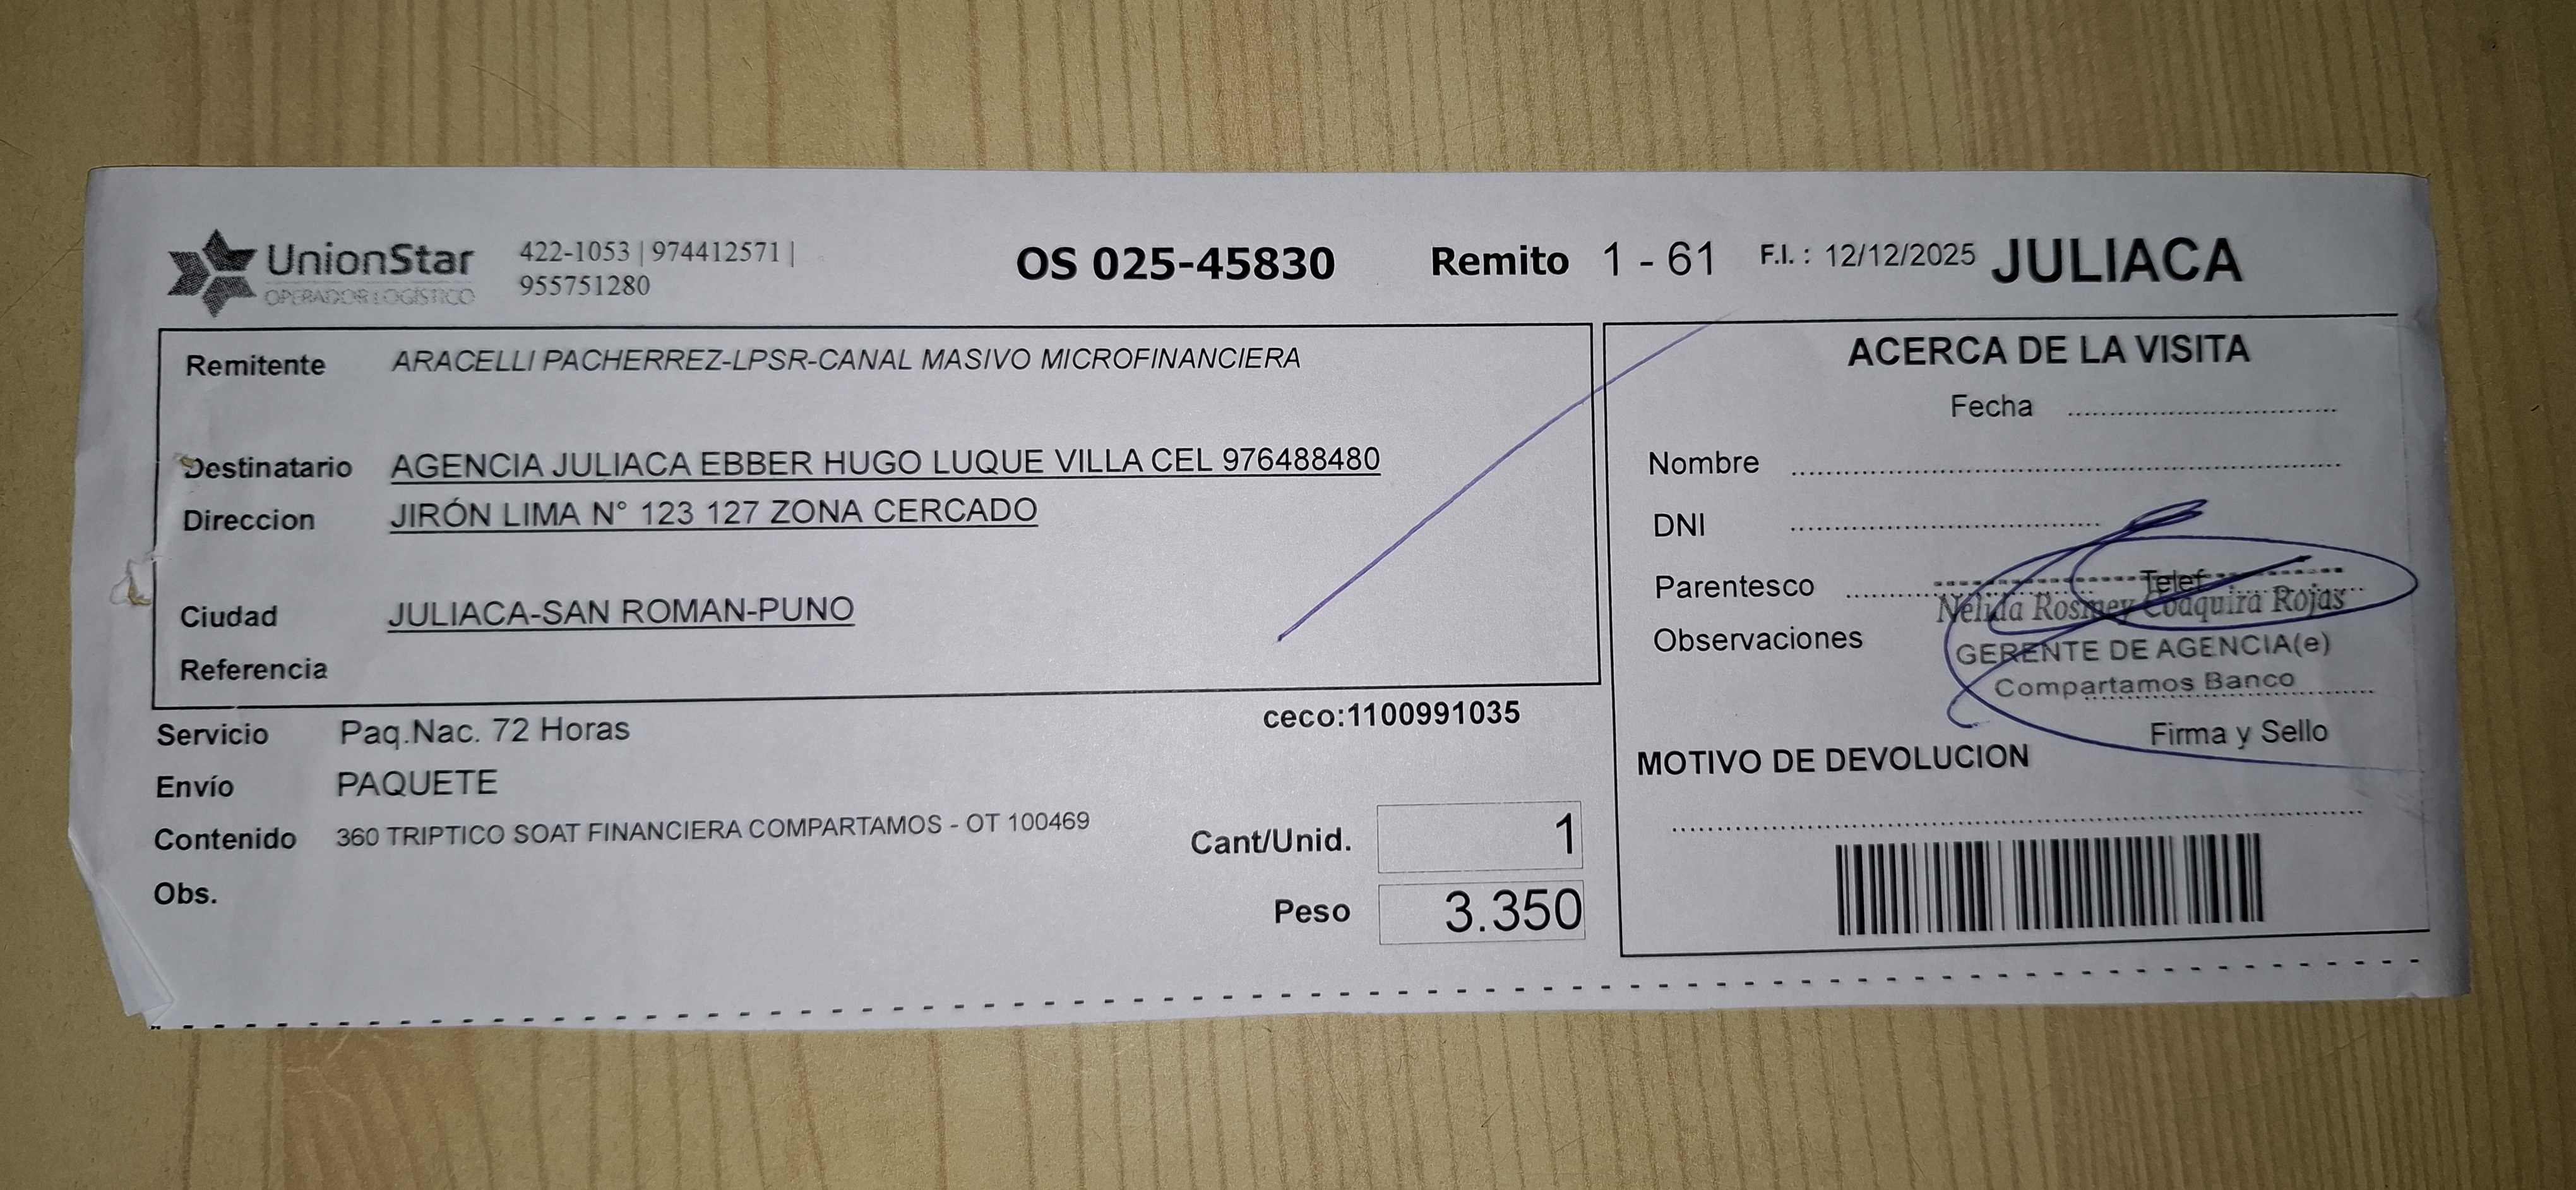 UnionStar
OPERADOR LOGÍSTICO
422-1053 | 974412571 |
955751280
OS 025-45830
Remito 1 - 61
F.I. : 12/12/2025
JULIACA
Remitente ARACELLI PACHERREZ-LPSR-CANAL MASIVO MICROFINANCIERA
Destinatario AGENCIA JULIACA EBBER HUGO LUQUE VILLA CEL 976488480
Direccion JIRÓN LIMA N° 123 127 ZONA CERCADO
Ciudad JULIACA-SAN ROMAN-PUNO
Referencia
Servicio Paq.Nac. 72 Horas
ceco:1100991035
Envío PAQUETE
Contenido 360 TRIPTICO SOAT FINANCIERA COMPARTAMOS - OT 100469
Cant/Unid. 1
Obs.
Peso 3.350
ACERCA DE LA VISITA
Fecha
Nombre
DNI
Parentesco
Telef
Nélida Rosmey Coaquira Rojas
Observaciones
GERENTE DE AGENCIA(e)
Compartamos Banco
Firma y Sello
MOTIVO DE DEVOLUCION